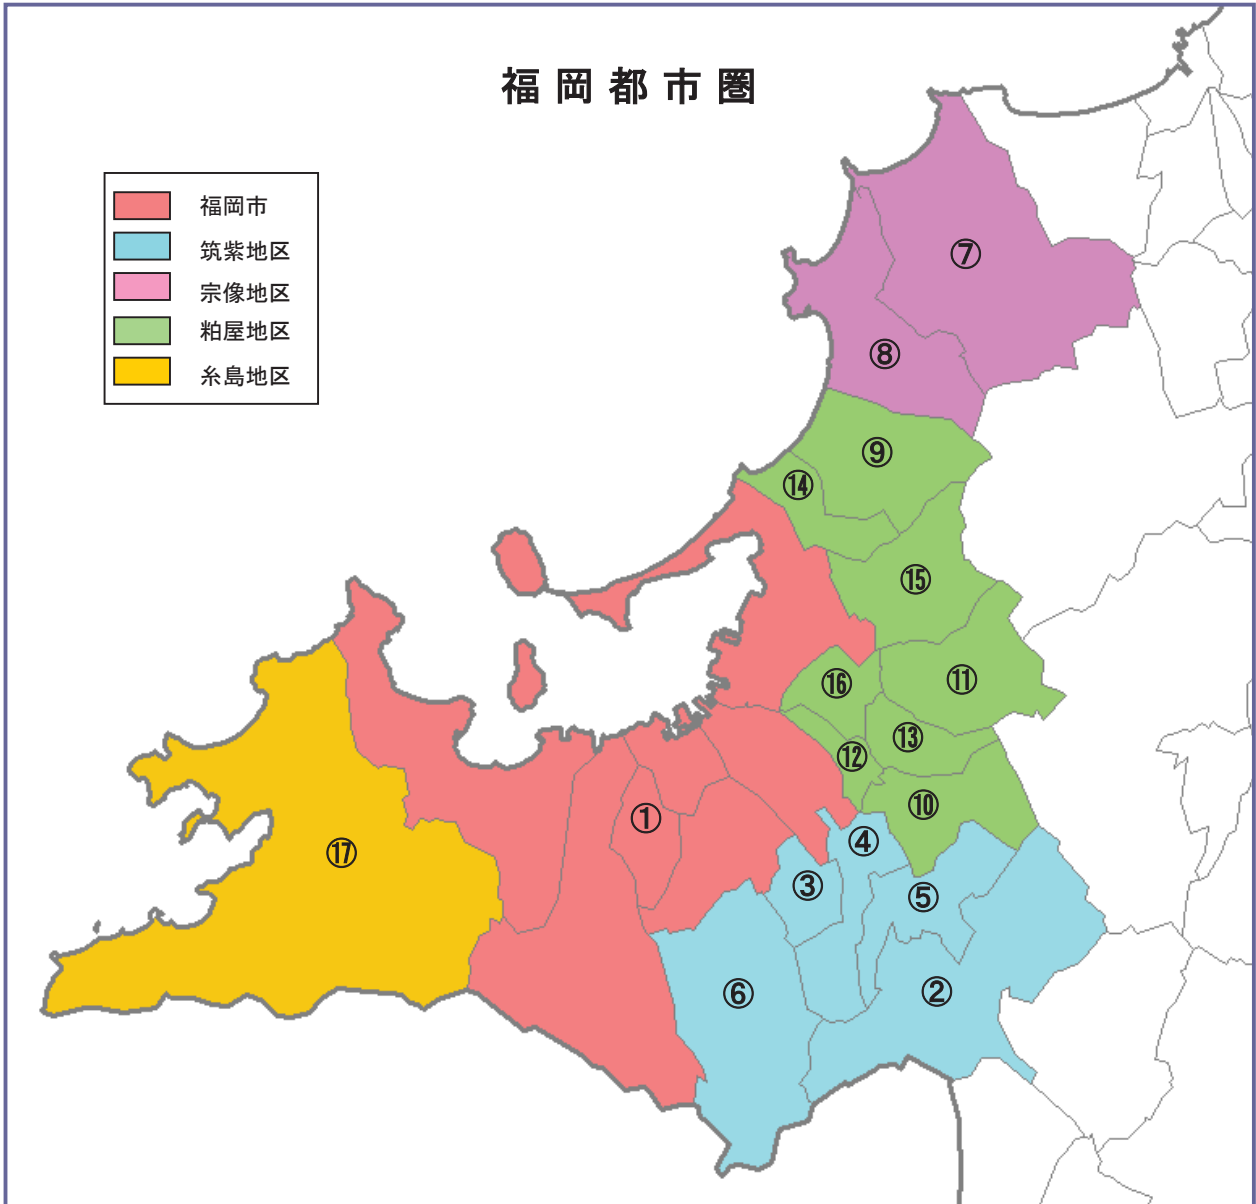 福岡都市圏
福岡市
筑紫地区
宗像地区
粕屋地区
糸島地区
⑦
⑧
⑨
⑭
⑮
⑯
⑪
⑬
⑫
⑩
①
④
⑰
③
⑤
⑥
②